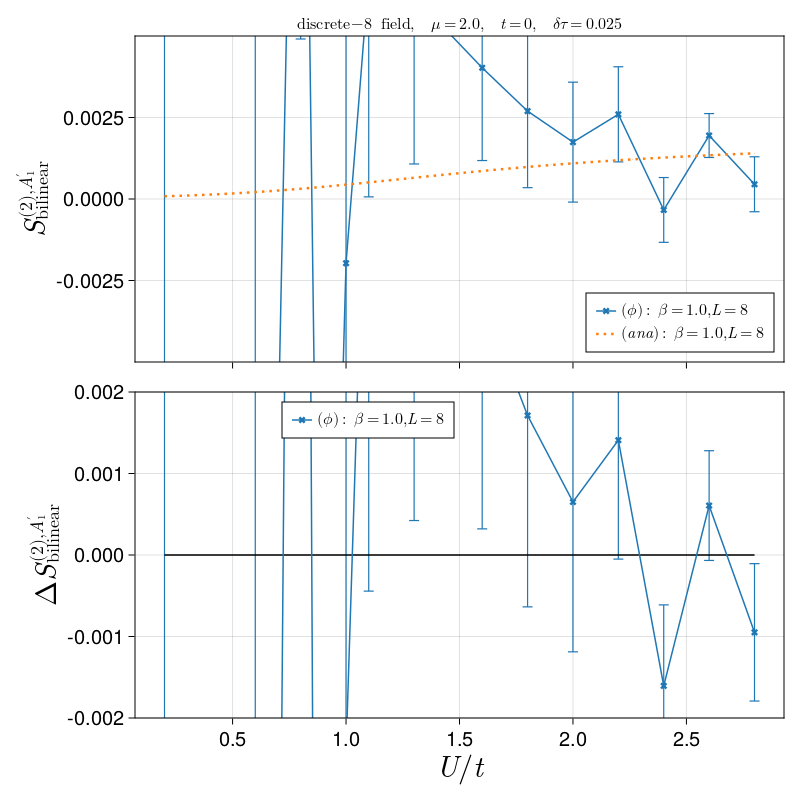 discrete−8 field, μ = 2.0, t = 0, δτ = 0.025
S^{(2),A_1^′}_{bilinear}
0.0025
0.0000
-0.0025
(ϕ) : β = 1.0,L = 8
(ana) : β = 1.0,L = 8
ΔS^{(2),A_1^′}_{bilinear}
0.002
0.001
0.000
-0.001
-0.002
(ϕ) : β = 1.0,L = 8
0.5 1.0 1.5 2.0 2.5
U/t